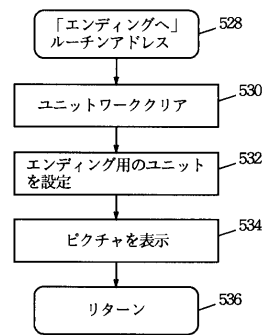 「エンディングへ」
ルーチンアドレス
528
ユニットワーククリア
530
エンディング用のユニット
を設定
532
ピクチャを表示
534
リターン
536